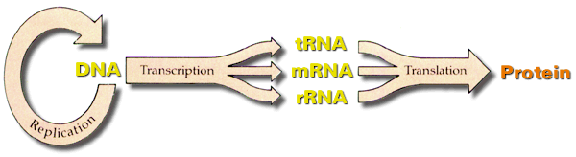 DNA
Replication
Transcription
tRNA
mRNA
rRNA
Translation
Protein